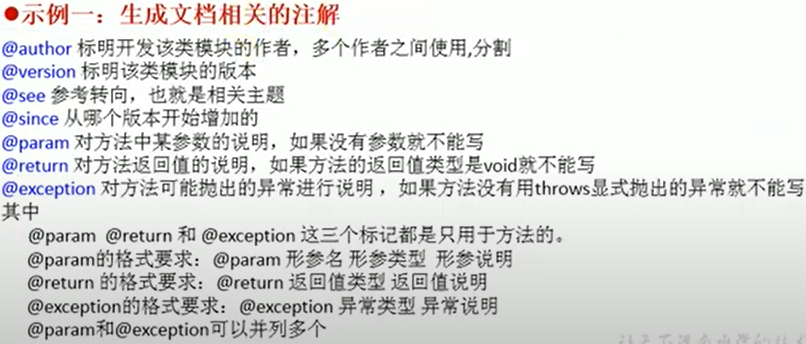 ●示例一：生成文档相关的注解
@author 标明开发该类模块的作者，多个作者之间使用,分割
@version 标明该类模块的版本
@see 参考转向，也就是相关主题
@since 从哪个版本开始增加的
@param 对方法中某参数的说明，如果没有参数就不能写
@return 对方法返回值的说明，如果方法的返回值类型是void就不能写
@exception 对方法可能抛出的异常进行说明 ，如果方法没有用throws显式抛出的异常就不能写
其中
@param @return 和 @exception 这三个标记都是只用于方法的。
@param的格式要求：@param 形参名 形参类型 形参说明
@return 的格式要求：@return 返回值类型 返回值说明
@exception的格式要求：@exception 异常类型 异常说明
@param和@exception可以并列多个